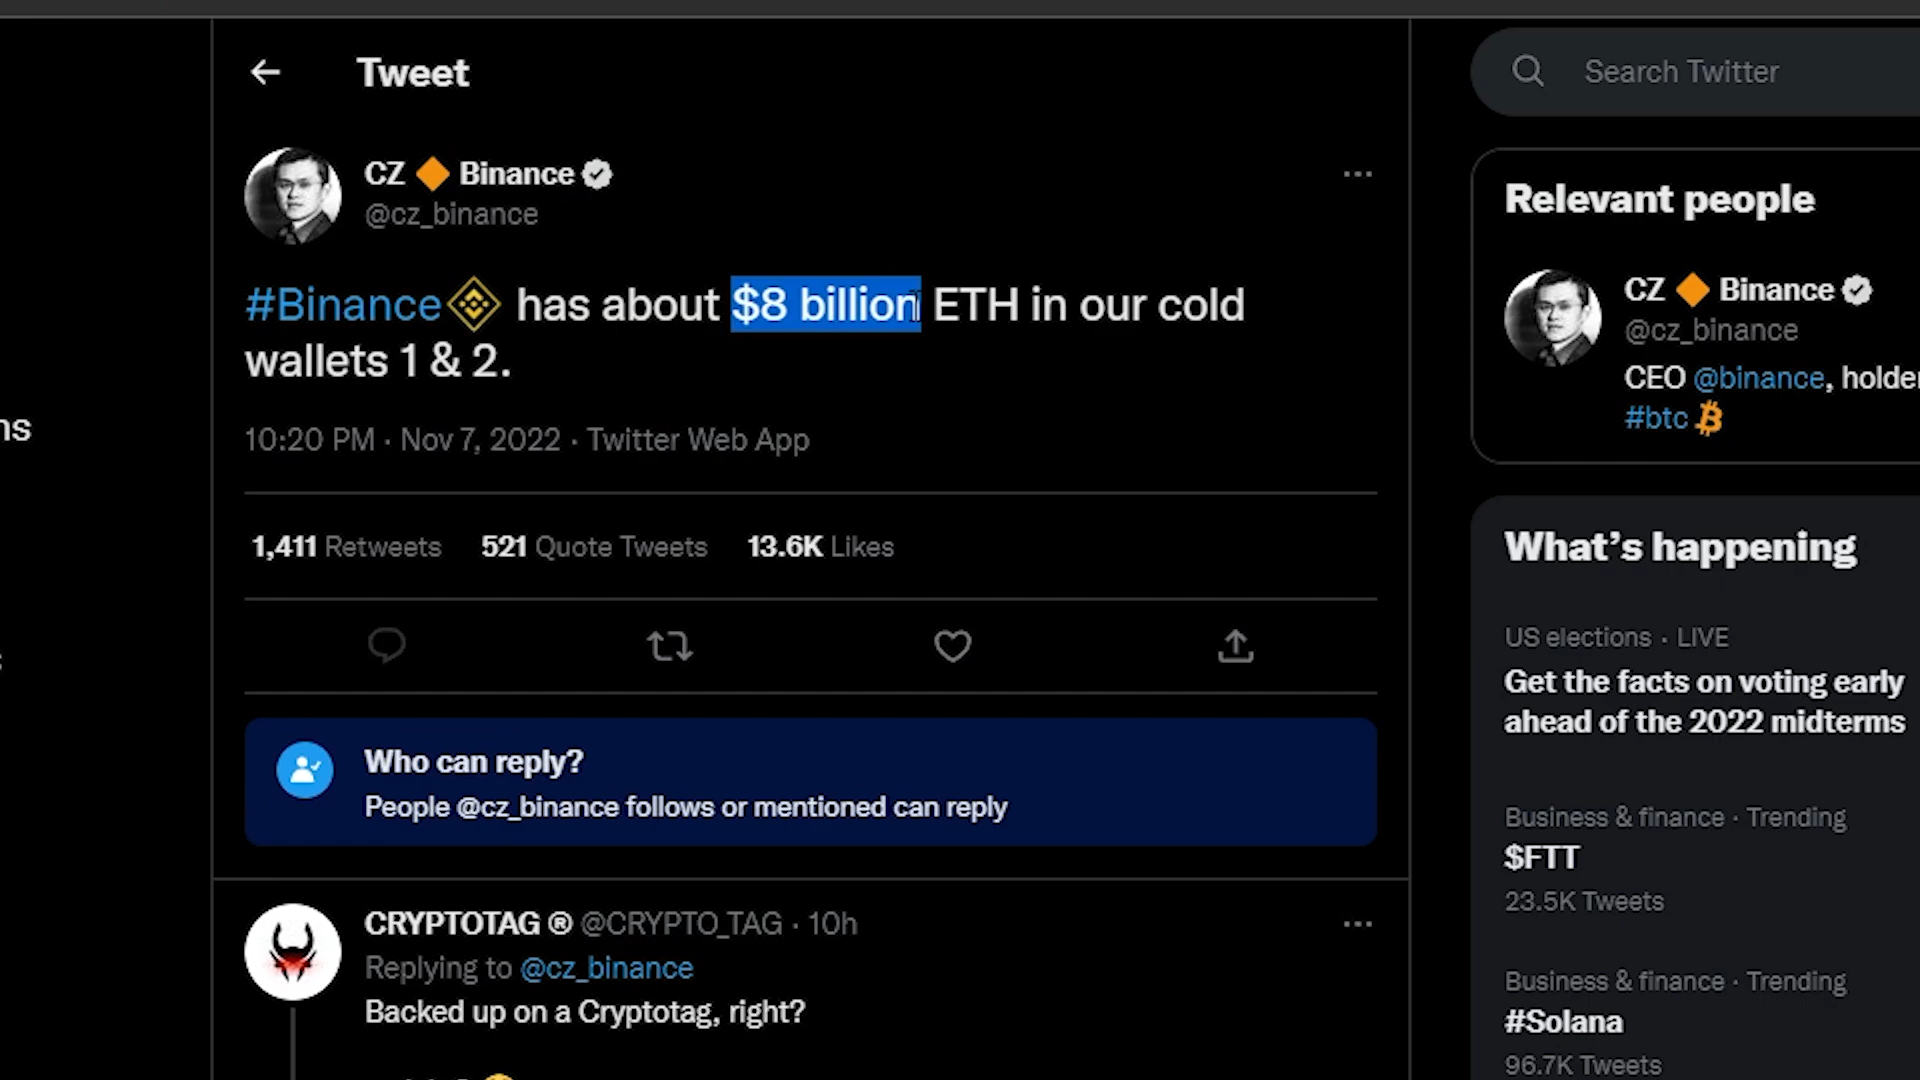 Tweet
Search Twitter
CZ 🔶 Binance
@cz_binance
#Binance has about $8 billion ETH in our cold
wallets 1 & 2.
10:20 PM · Nov 7, 2022 · Twitter Web App
1,411 Retweets 521 Quote Tweets 13.6K Likes
Who can reply?
People @cz_binance follows or mentioned can reply
CRYPTOTAG ® @CRYPTO_TAG · 10h
Replying to @cz_binance
Backed up on a Cryptotag, right?
Relevant people
CZ 🔶 Binance
@cz_binance
CEO @binance, holder
#btc
What's happening
US elections · LIVE
Get the facts on voting early
ahead of the 2022 midterms
Business & finance · Trending
$FTT
23.5K Tweets
Business & finance · Trending
#Solana
96.7K Tweets